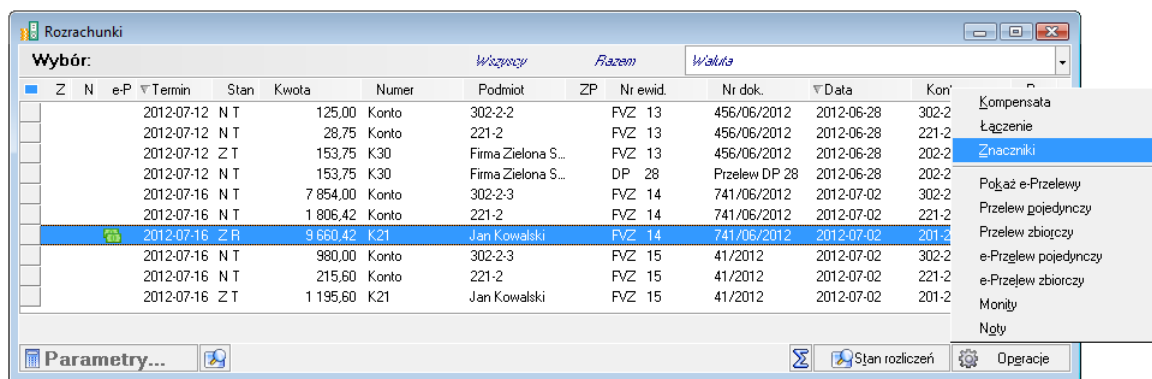 Rozrachunki
Wybór: Wszyscy Razem Waluta
Z N e-P Termin Stan Kwota Numer Podmiot ZP Nr ewid. Nr dok. Data
2012-07-12 N T 125,00 Konto 302-2-2 FVZ 13 456/06/2012 2012-06-28 302-2
2012-07-12 N T 28,75 Konto 221-2 FVZ 13 456/06/2012 2012-06-28 221-2
2012-07-12 Z T 153,75 K30 Firma Zielona S... FVZ 13 456/06/2012 2012-06-28 202-2
2012-07-12 N T 153,75 K30 Firma Zielona S... DP 28 Przelew DP 28 2012-06-28 202-2
2012-07-16 N T 7 854,00 Konto 302-2-3 FVZ 14 741/06/2012 2012-07-02 302-2
2012-07-16 N T 1 806,42 Konto 221-2 FVZ 14 741/06/2012 2012-07-02 221-2
2012-07-16 Z R 9 660,42 K21 Jan Kowalski FVZ 14 741/06/2012 2012-07-02 201-2
2012-07-16 N T 980,00 Konto 302-2-3 FVZ 15 41/2012 2012-07-02 302-2
2012-07-16 N T 215,60 Konto 221-2 FVZ 15 41/2012 2012-07-02 221-2
2012-07-16 Z T 1 195,60 K21 Jan Kowalski FVZ 15 41/2012 2012-07-02 201-2
Kompensata
Łączenie
Znaczniki
Pokaż e-Przelewy
Przelew pojedynczy
Przelew zbiorczy
e-Przelew pojedynczy
e-Przelew zbiorczy
Monity
Noty
Parametry... Σ Stan rozliczeń Operacje